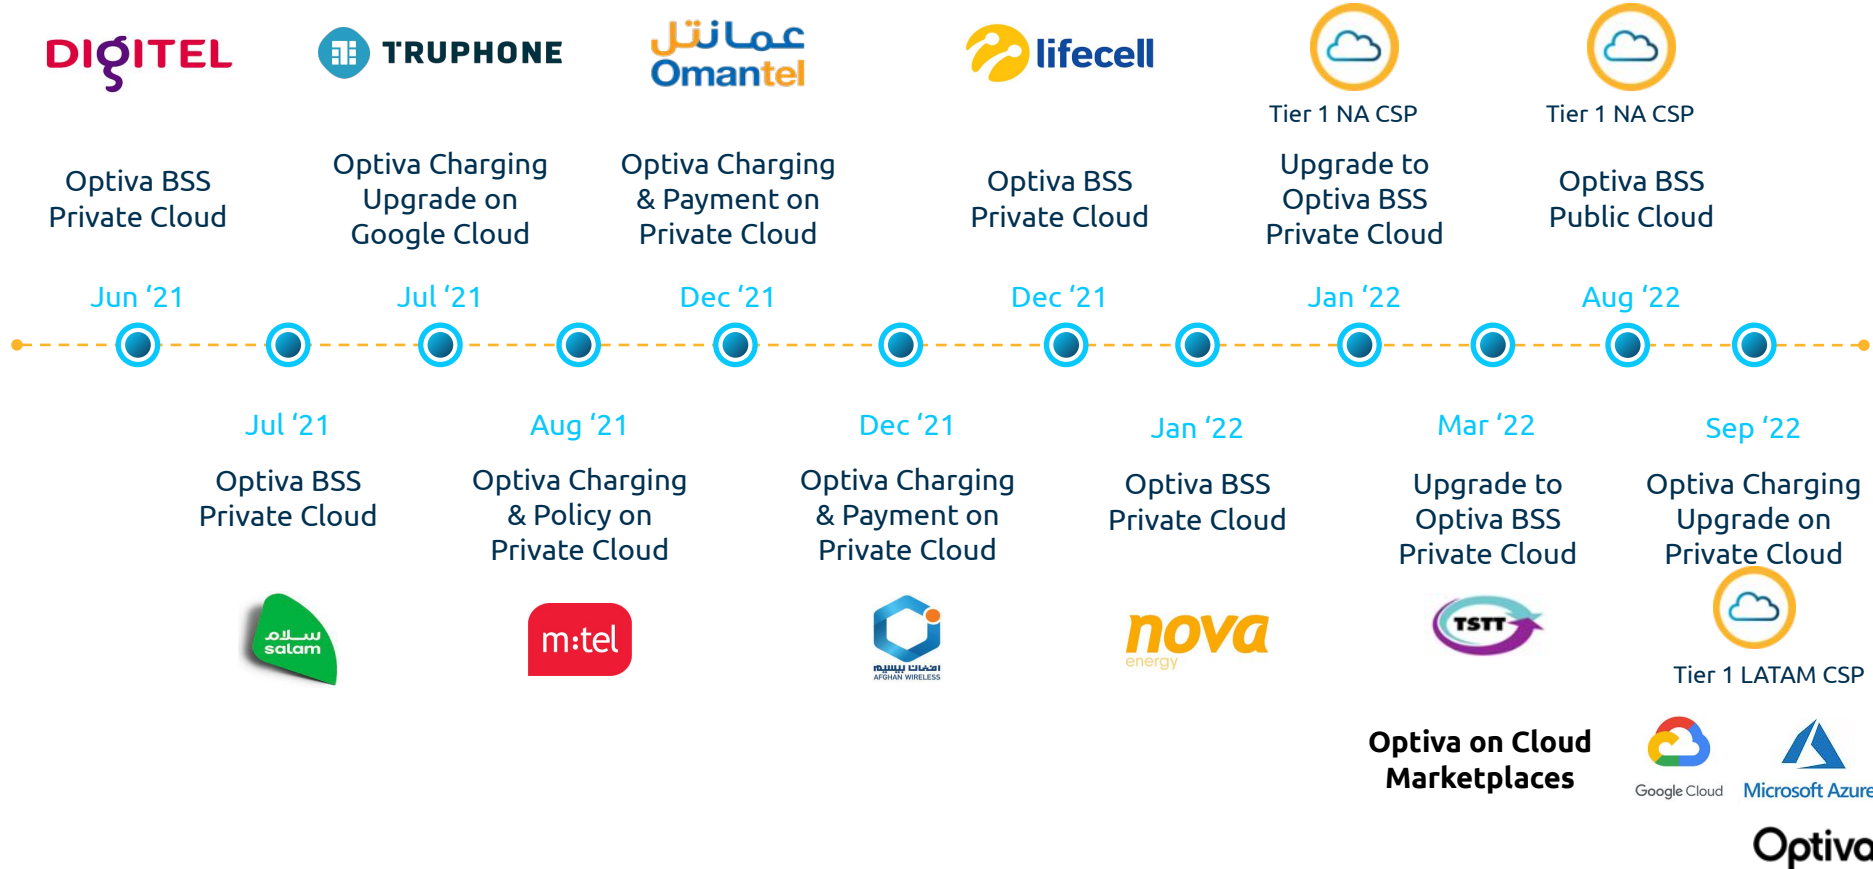 DIGITEL
TRUPHONE
عمانتل
Omantel
lifecell
Tier 1 NA CSP
Tier 1 NA CSP
Optiva BSS
Private Cloud
Optiva Charging
Upgrade on
Google Cloud
Optiva Charging
& Payment on
Private Cloud
Optiva BSS
Private Cloud
Upgrade to
Optiva BSS
Private Cloud
Optiva BSS
Public Cloud
Jun ‘21
Jul ‘21
Dec ‘21
Dec ‘21
Jan ‘22
Aug ‘22
Jul ‘21
Aug ‘21
Dec ‘21
Jan ‘22
Mar ‘22
Sep ‘22
Optiva BSS
Private Cloud
Optiva Charging
& Policy on
Private Cloud
Optiva Charging
& Payment on
Private Cloud
Optiva BSS
Private Cloud
Upgrade to
Optiva BSS
Private Cloud
Optiva Charging
Upgrade on
Private Cloud
سلام
salam
m:tel
AFGHAN WIRELESS
nova
energy
TSTT
Tier 1 LATAM CSP
Optiva on Cloud
Marketplaces
Google Cloud
Microsoft Azure
Optiva